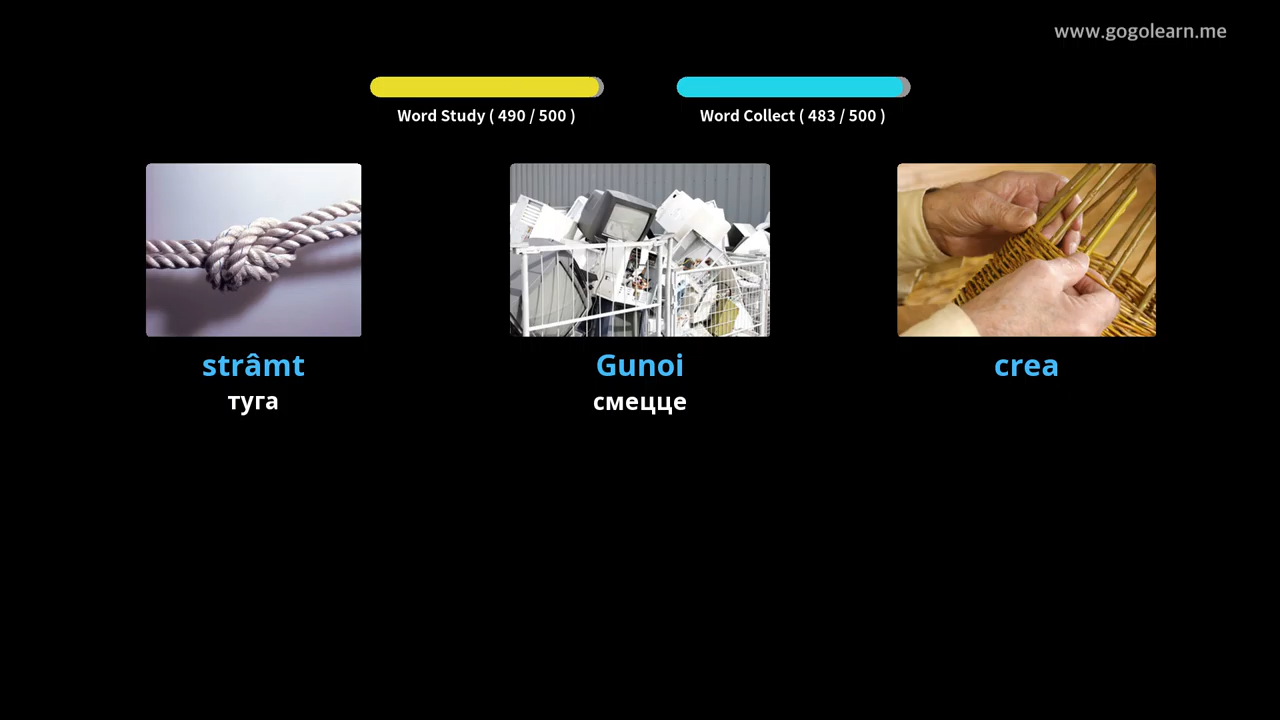 www.gogolearn.me
Word Study ( 490 / 500 )
Word Collect ( 483 / 500 )
strâmt
Gunoi
crea
туга
смецце